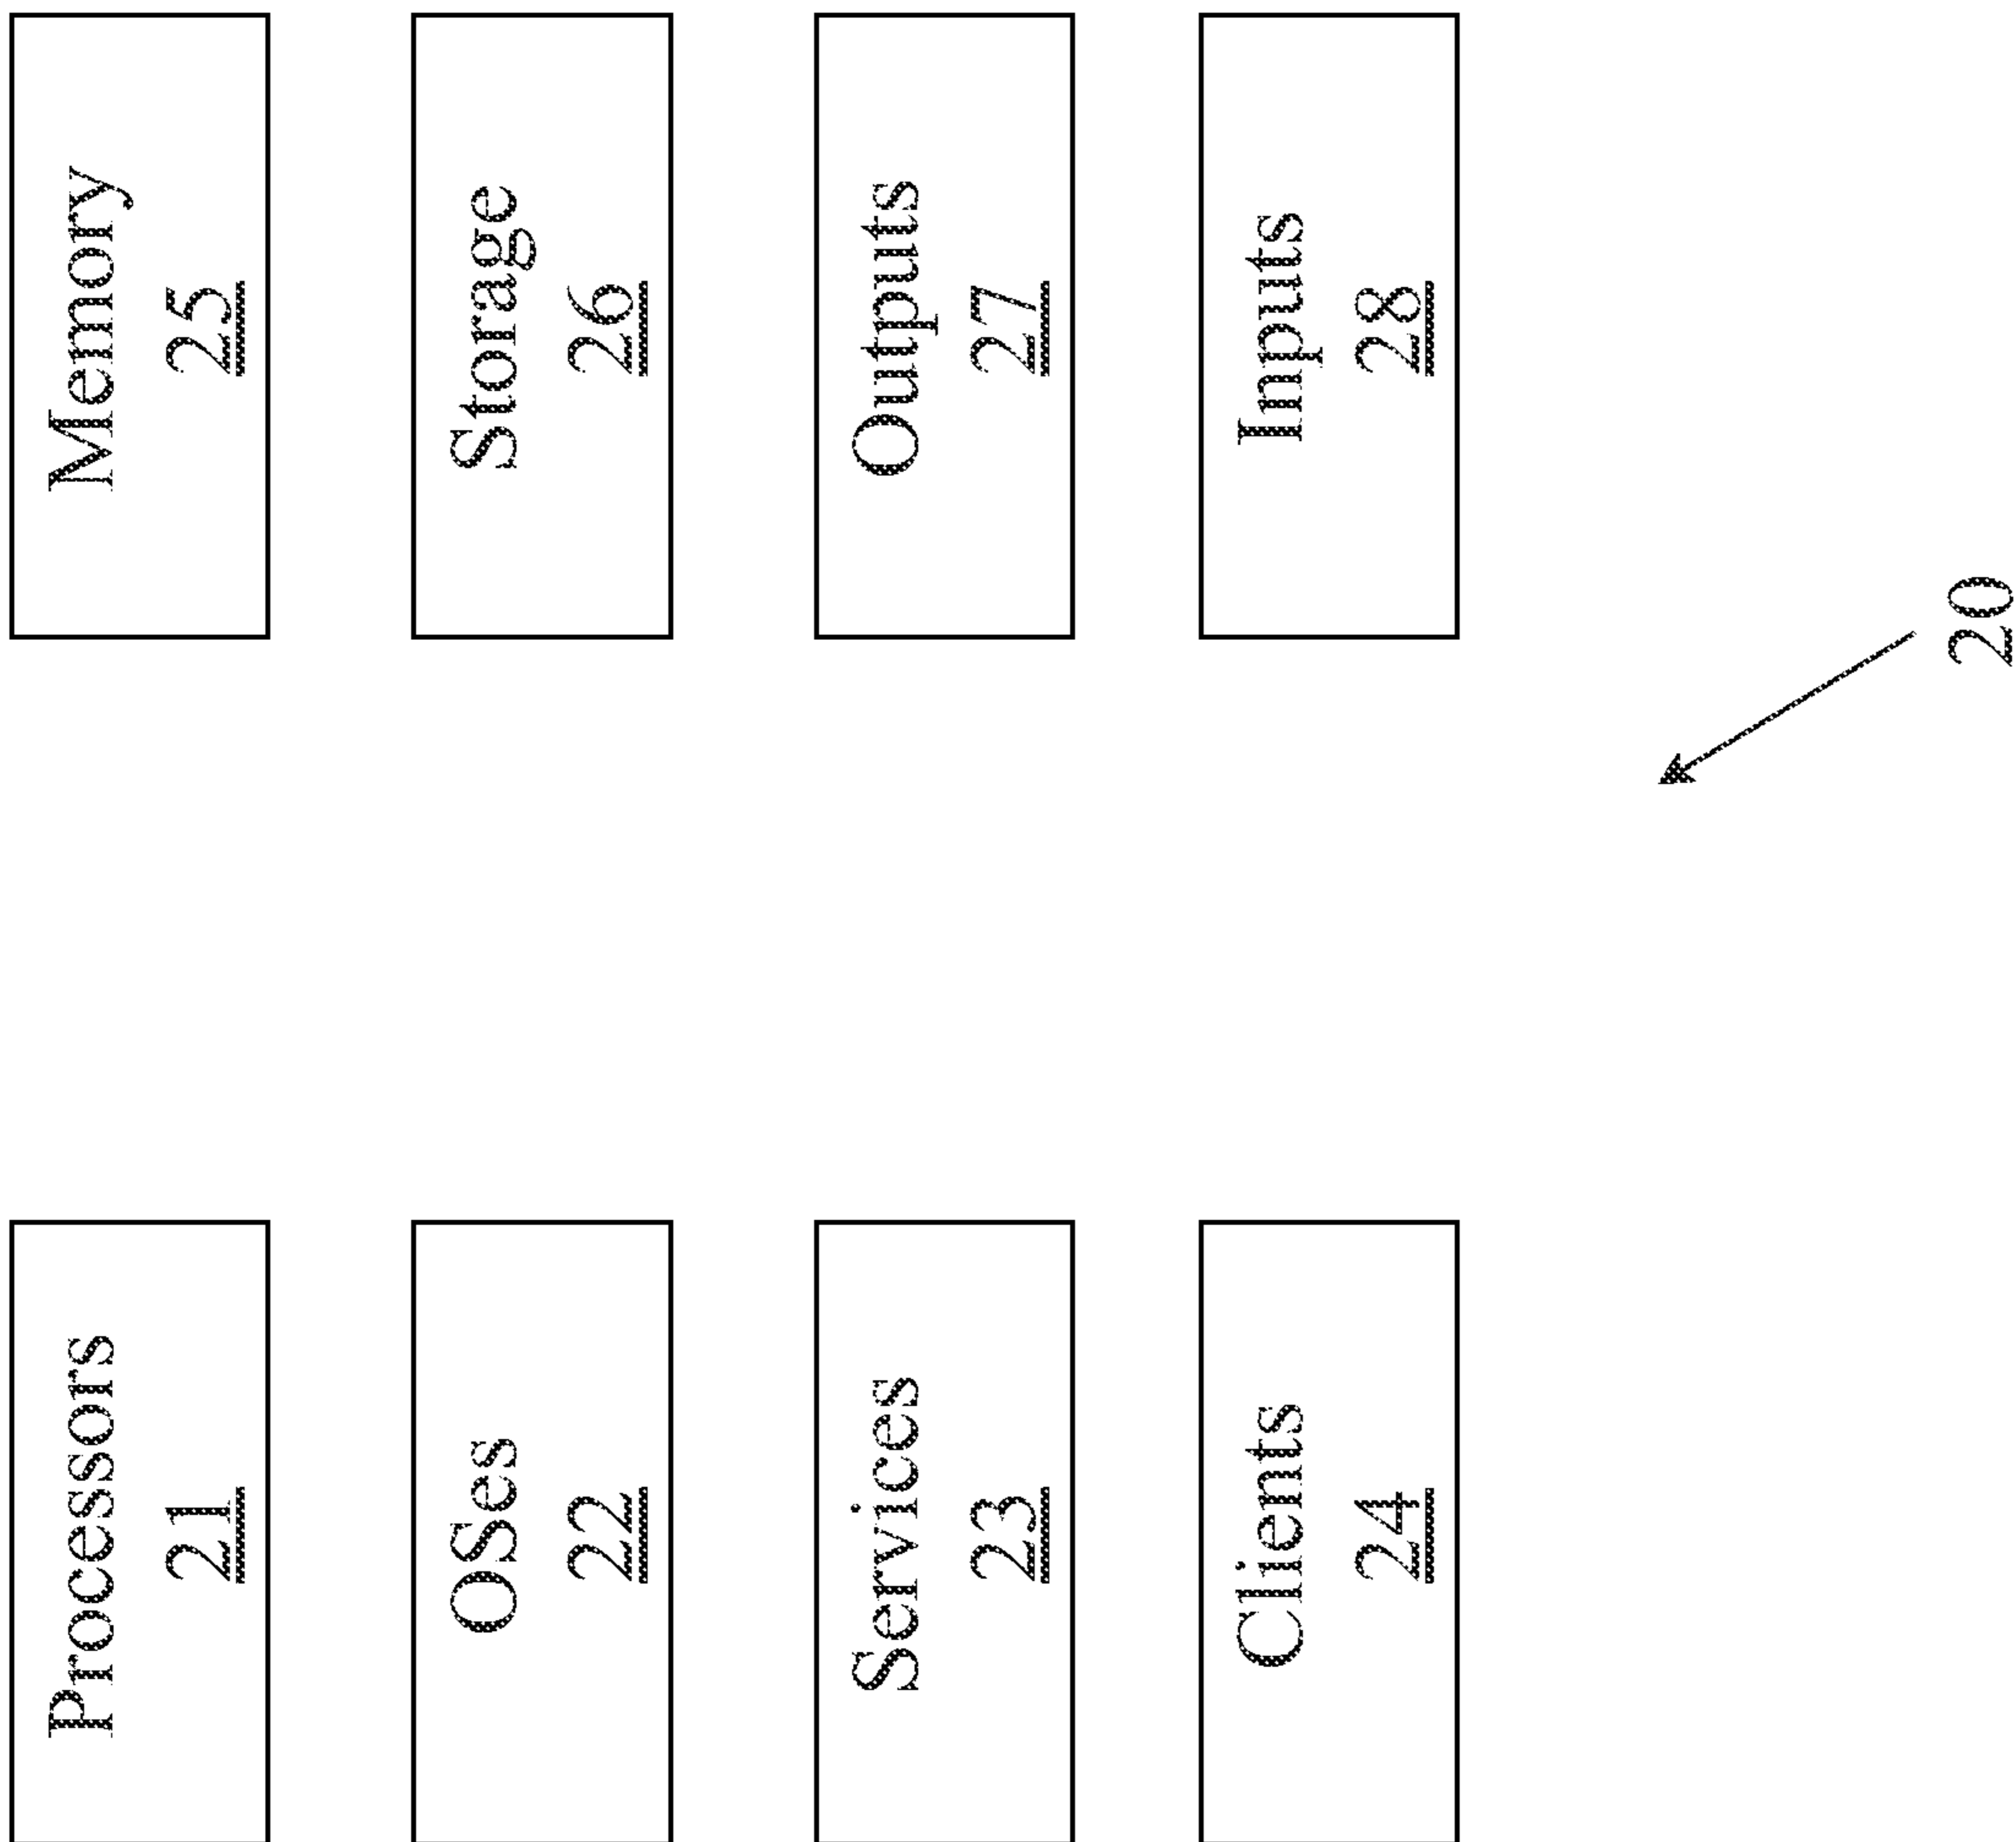 Processors
21
OSes
22
Services
23
Clients
24
Memory
25
Storage
26
Outputs
27
Inputs
28
20